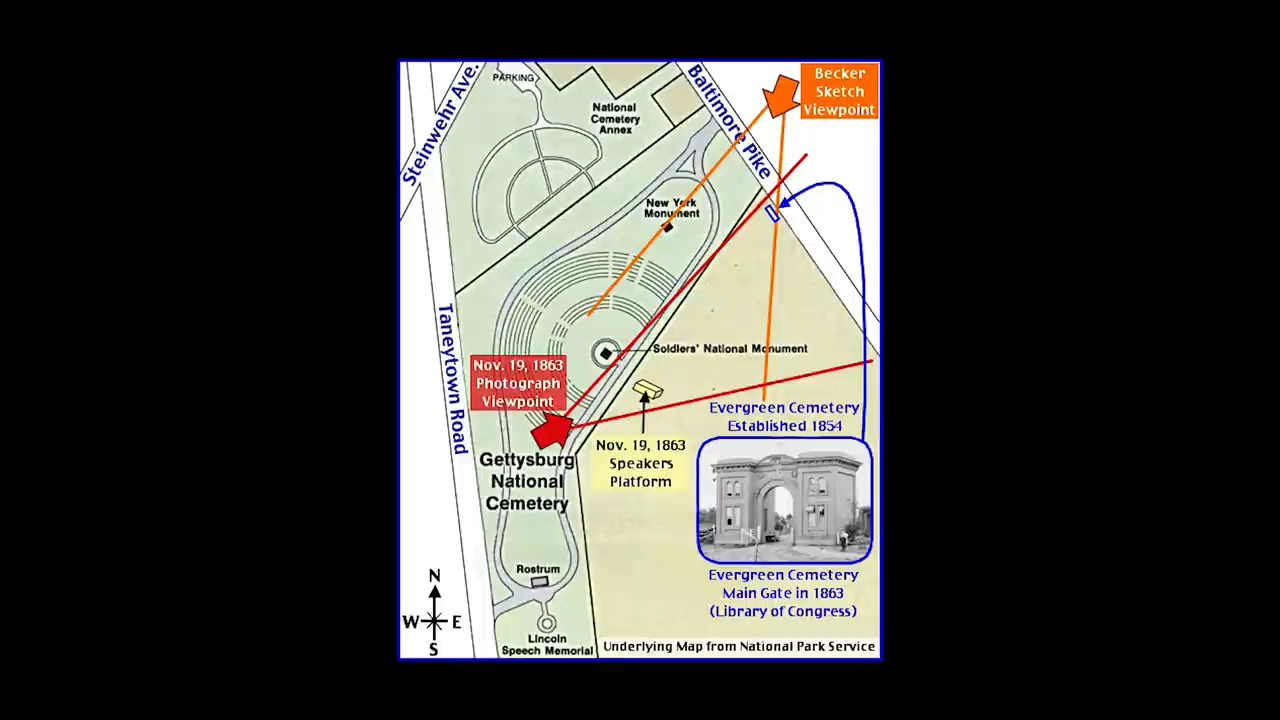 Steinwehr Ave.
PARKING
National
Cemetery
Annex
Baltimore Pike
Becker
Sketch
Viewpoint
New York
Monument
Taneytown Road
Soldiers' National Monument
Nov. 19, 1863
Photograph
Viewpoint
Evergreen Cemetery
Established 1854
Nov. 19, 1863
Speakers
Platform
Gettysburg
National
Cemetery
Rostrum
Evergreen Cemetery
Main Gate in 1863
(Library of Congress)
N
W E
S
Lincoln
Speech Memorial
Underlying Map from National Park Service